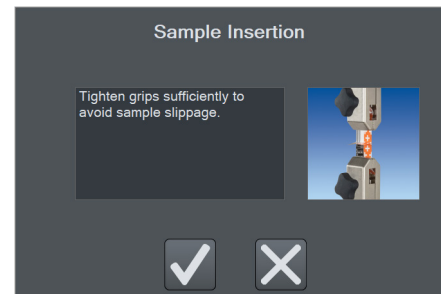 Sample Insertion
Tighten grips sufficiently to
avoid sample slippage.